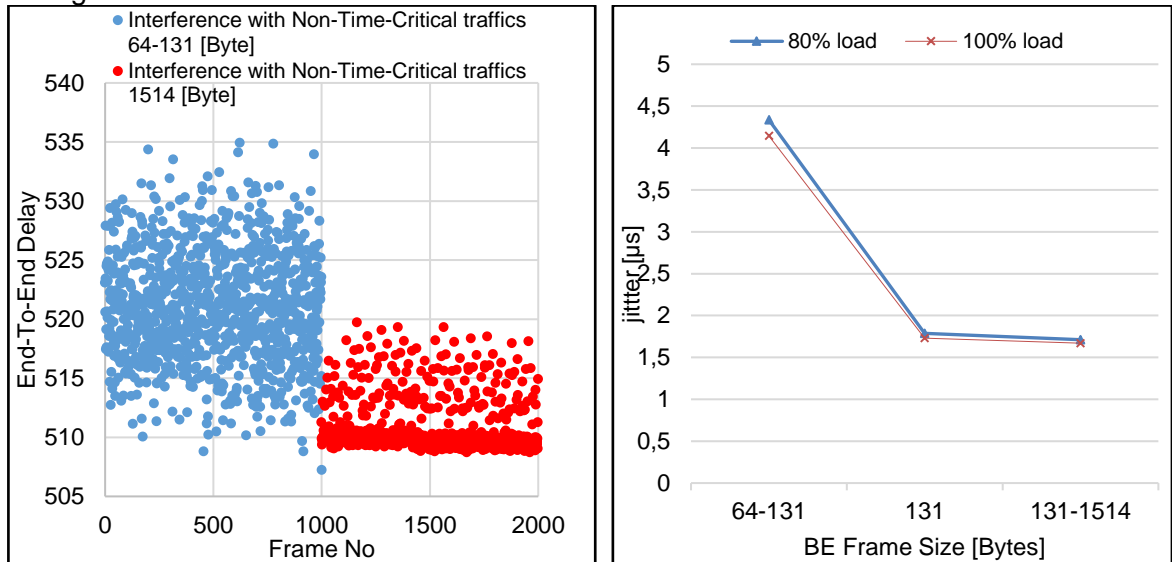 Interference with Non-Time-Critical traffics
64-131 [Byte]
Interference with Non-Time-Critical traffics
1514 [Byte]
540
535
530
525
520
515
510
505
0
500
1000
1500
2000
End-To-End Delay
Frame No
80% load
100% load
5
4,5
4
3,5
3
2,5
2
1,5
1
0,5
0
jittter [µs]
64-131
131
131-1514
BE Frame Size [Bytes]